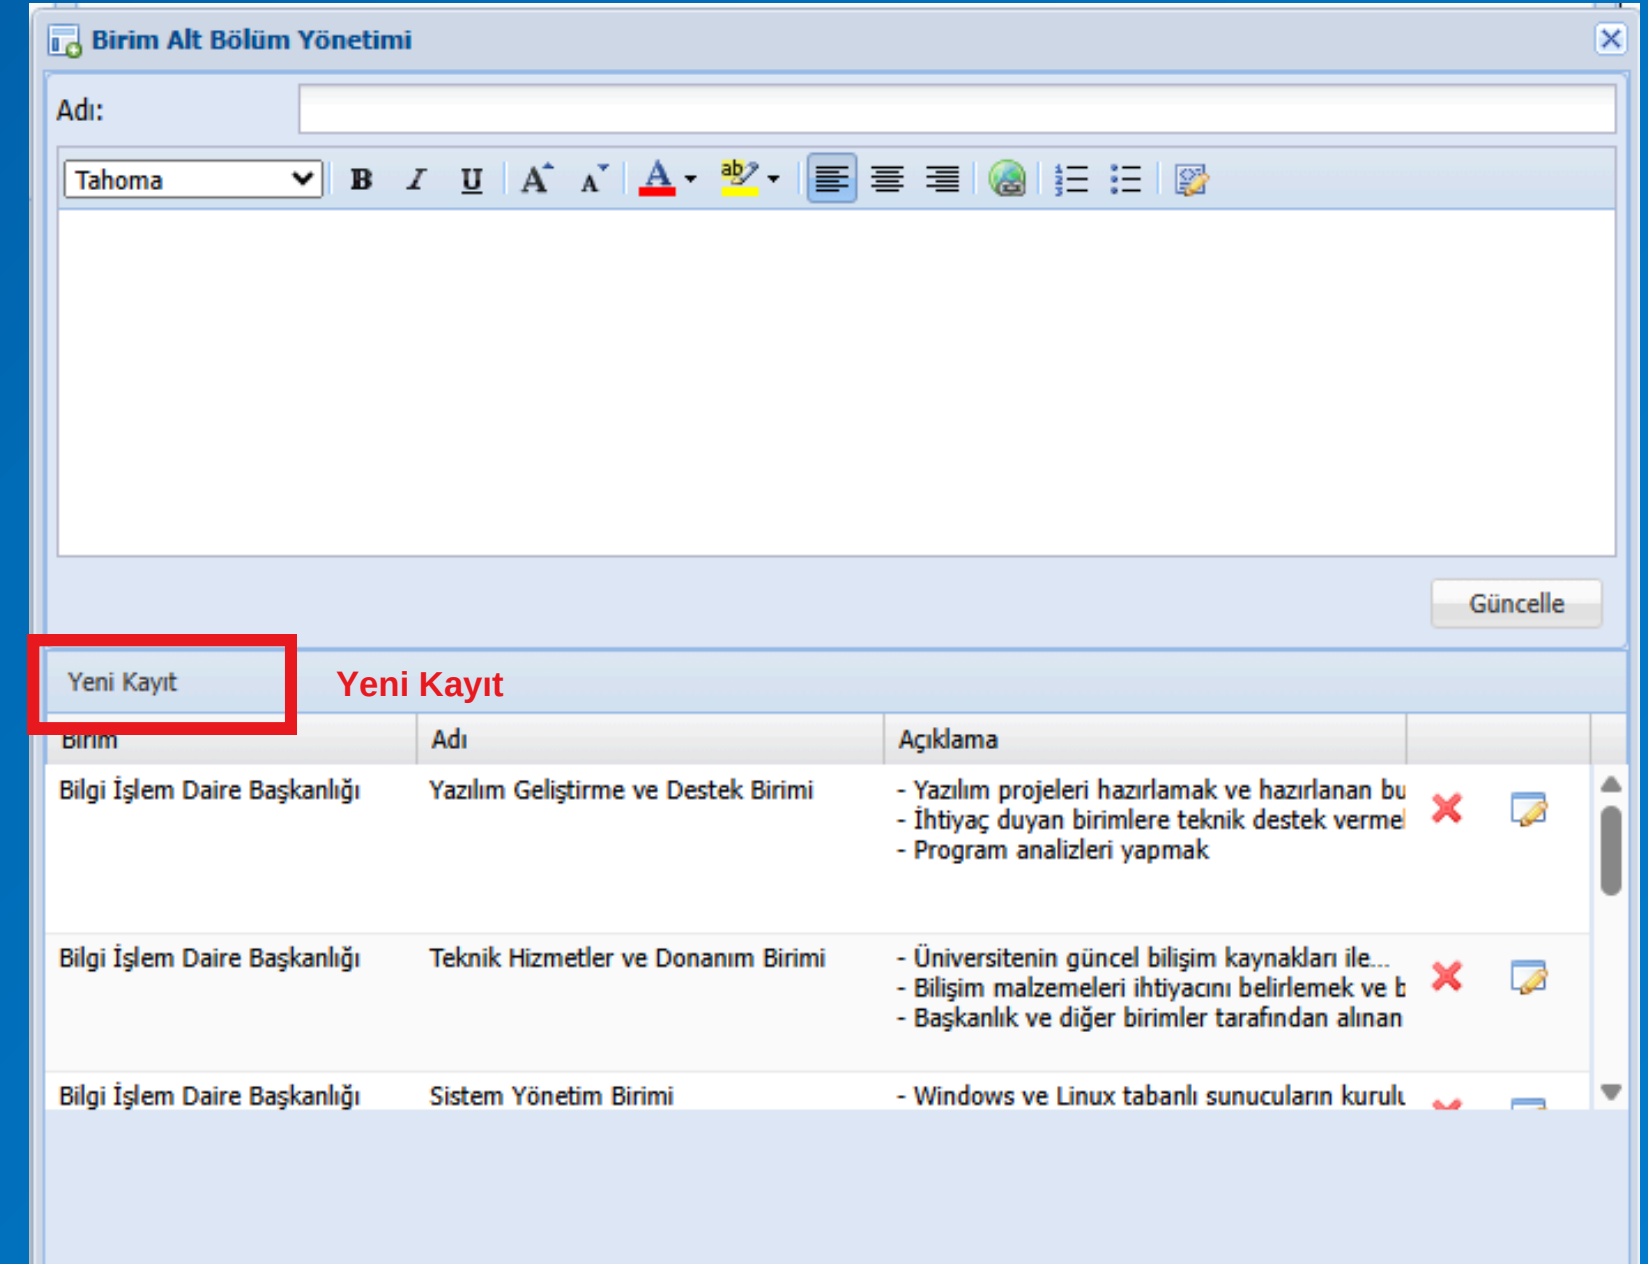 Birim Alt Bölüm Yönetimi
Adı:
Tahoma
Güncelle
Yeni Kayıt
Yeni Kayıt
Birim Adı Açıklama
Bilgi İşlem Daire Başkanlığı Yazılım Geliştirme ve Destek Birimi - Yazılım projeleri hazırlamak ve hazırlanan bu
- İhtiyaç duyan birimlere teknik destek verme
- Program analizleri yapmak
Bilgi İşlem Daire Başkanlığı Teknik Hizmetler ve Donanım Birimi - Üniversitenin güncel bilişim kaynakları ile...
- Bilişim malzemeleri ihtiyacını belirlemek ve b
- Başkanlık ve diğer birimler tarafından alınan
Bilgi İşlem Daire Başkanlığı Sistem Yönetim Birimi - Windows ve Linux tabanlı sunucuların kurulu